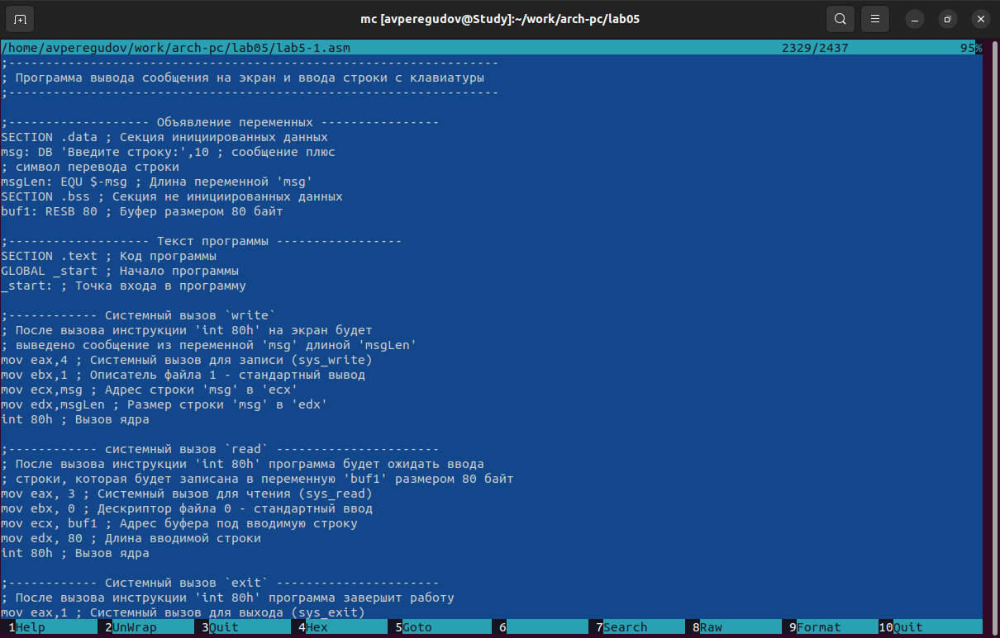 mc [avperegudov@Study]:~/work/arch-pc/lab05
/home/avperegudov/work/arch-pc/lab05/lab5-1.asm 2329/2437 95%
;------------------------------------------------------------------
; Программа вывода сообщения на экран и ввода строки с клавиатуры
;------------------------------------------------------------------
;------------------- Объявление переменных ----------------
SECTION .data ; Секция инициированных данных
msg: DB 'Введите строку:',10 ; сообщение плюс
; символ перевода строки
msgLen: EQU $-msg ; Длина переменной 'msg'
SECTION .bss ; Секция не инициированных данных
buf1: RESB 80 ; Буфер размером 80 байт
;------------------- Текст программы -----------------
SECTION .text ; Код программы
GLOBAL _start ; Начало программы
_start: ; Точка входа в программу
;------------ Системный вызов `write`
; После вызова инструкции 'int 80h' на экран будет
; выведено сообщение из переменной 'msg' длиной 'msgLen'
mov eax,4 ; Системный вызов для записи (sys_write)
mov ebx,1 ; Описатель файла 1 - стандартный вывод
mov ecx,msg ; Адрес строки 'msg' в 'ecx'
mov edx,msgLen ; Размер строки 'msg' в 'edx'
int 80h ; Вызов ядра
;------------ системный вызов `read` ----------------------
; После вызова инструкции 'int 80h' программа будет ожидать ввода
; строки, которая будет записана в переменную 'buf1' размером 80 байт
mov eax, 3 ; Системный вызов для чтения (sys_read)
mov ebx, 0 ; Дескриптор файла 0 - стандартный ввод
mov ecx, buf1 ; Адрес буфера под вводимую строку
mov edx, 80 ; Длина вводимой строки
int 80h ; Вызов ядра
;------------ Системный вызов `exit` ----------------------
; После вызова инструкции 'int 80h' программа завершит работу
mov eax,1 ; Системный вызов для выхода (sys_exit)
1Help 2UnWrap 3Quit 4Hex 5Goto 6 7Search 8Raw 9Format 10Quit